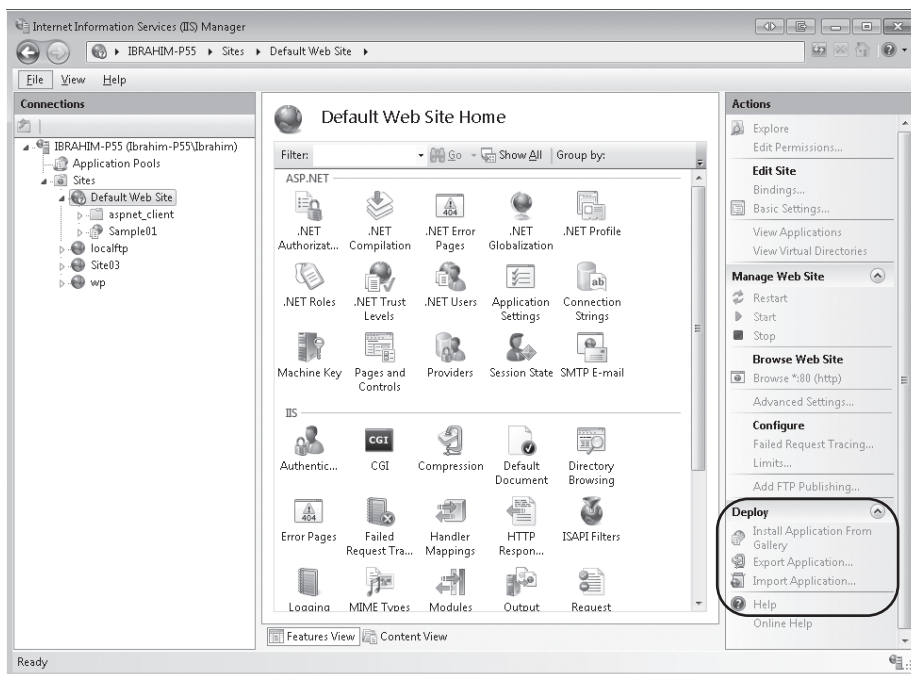 Internet Information Services (IIS) Manager
IBRAHIM-P55 Sites Default Web Site
File View Help
Connections
IBRAHIM-P55 (Ibrahim-P55\Ibrahim)
Application Pools
Sites
Default Web Site
aspnet_client
Sample01
localftp
Site03
wp
Default Web Site Home
Filter: Go Show All Group by:
ASP.NET
.NET Authorizat...
.NET Compilation
.NET Error Pages
404
.NET Globalization
.NET Profile
.NET Roles
.NET Trust Levels
.NET Users
Application Settings
Connection Strings
ab
Machine Key
Pages and Controls
Providers
Session State
SMTP E-mail
IIS
Authentic...
CGI
CGI
Compression
Default Document
Directory Browsing
404
Error Pages
Failed Request Tra...
Handler Mappings
HTTP Respon...
ISAPI Filters
Logging
MIME Types
Modules
Output
Request
Features View Content View
Actions
Explore
Edit Permissions...
Edit Site
Bindings...
Basic Settings...
View Applications
View Virtual Directories
Manage Web Site
Restart
Start
Stop
Browse Web Site
Browse *:80 (http)
Advanced Settings...
Configure
Failed Request Tracing...
Limits...
Add FTP Publishing...
Deploy
Install Application From
Gallery
Export Application...
Import Application...
Help
Online Help
Ready